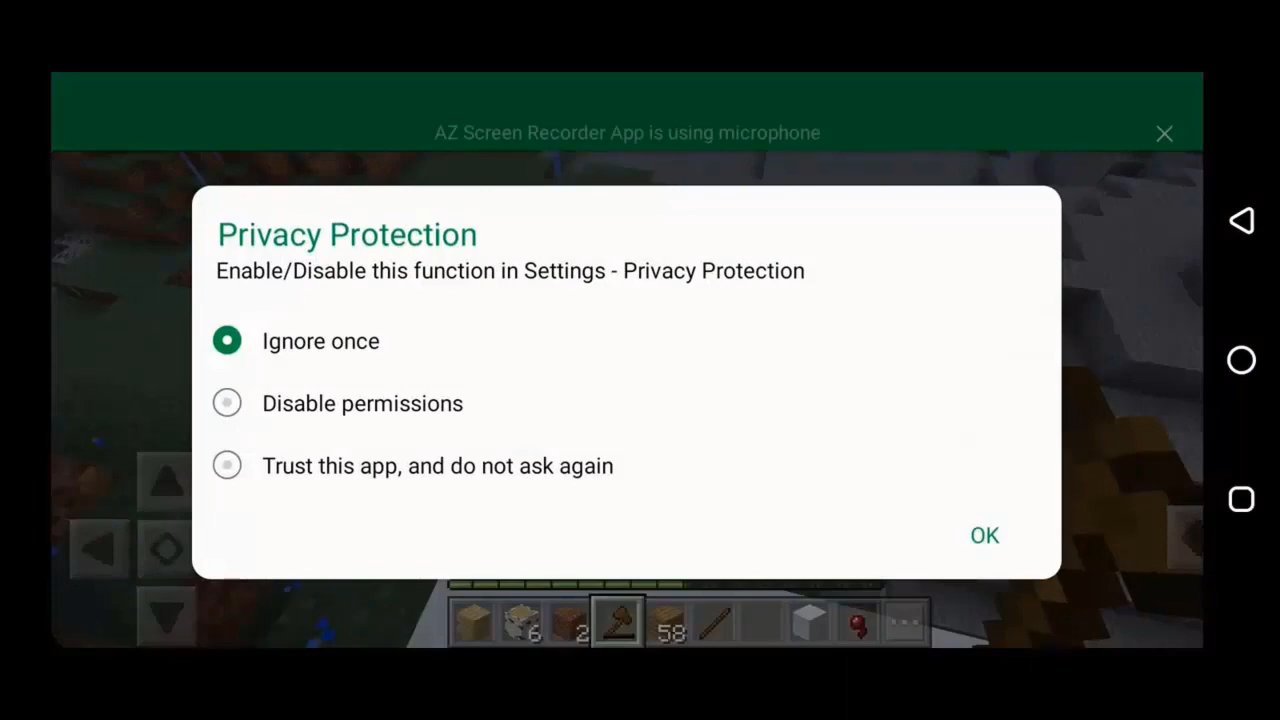 AZ Screen Recorder App is using microphone
Privacy Protection
Enable/Disable this function in Settings - Privacy Protection
Ignore once
Disable permissions
Trust this app, and do not ask again
OK
6 2 58